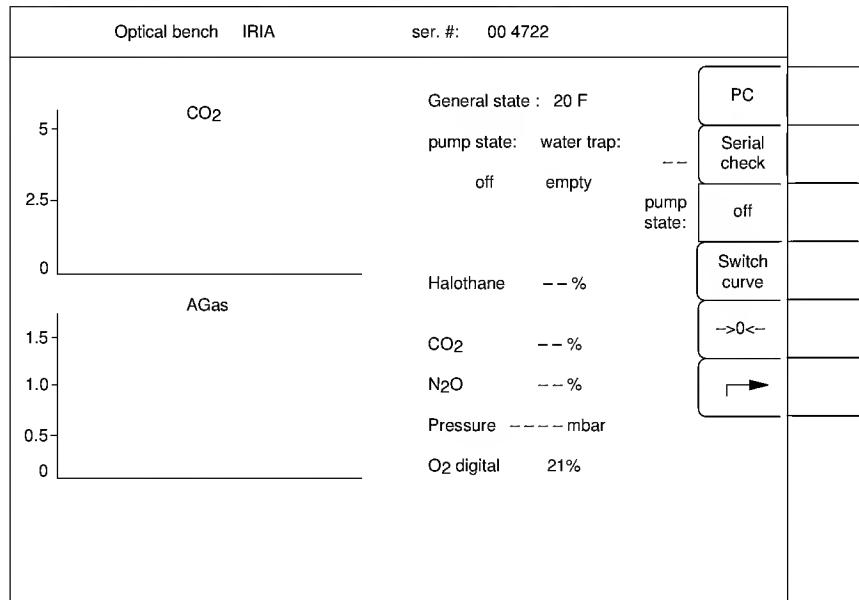 Optical bench IRIA ser. #: 00 4722
CO2
5
2.5
0
AGas
1.5
1.0
0.5
0
General state : 20 F
pump state: water trap:
off empty
Halothane --%
CO2 --%
N2O --%
Pressure ---- mbar
O2 digital 21%
PC
--
Serial
check
pump
state:
off
Switch
curve
-->0<--